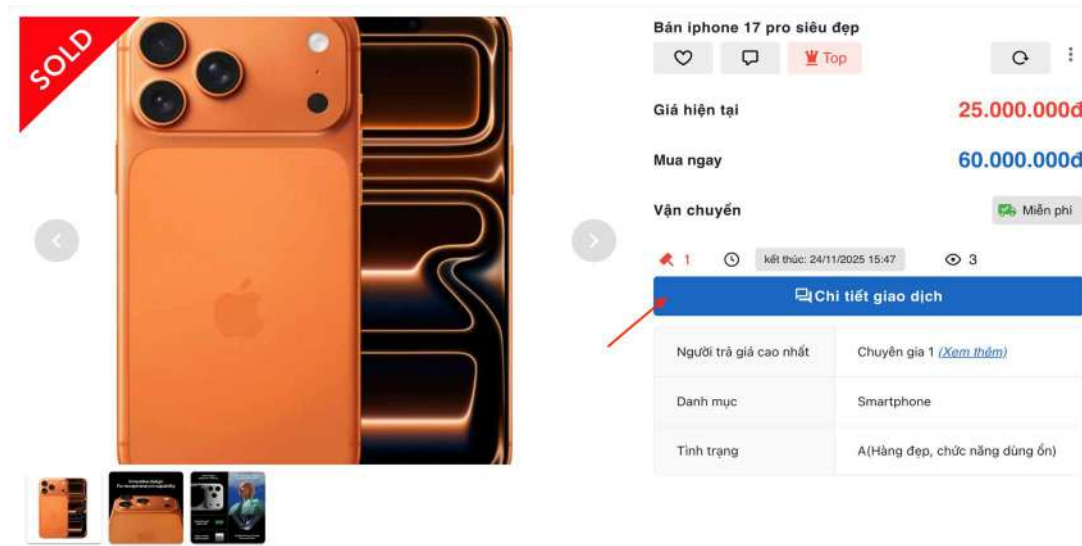 SOLD
Bán iphone 17 pro siêu đẹp
Top
Giá hiện tại 25.000.000đ
Mua ngay 60.000.000đ
Vận chuyển Miễn phí
1 kết thúc: 24/11/2025 15:47 3
Chi tiết giao dịch
Người trả giá cao nhất Chuyên gia 1 (Xem thêm)
Danh mục Smartphone
Tình trạng A(Hàng đẹp, chức năng dùng ổn)